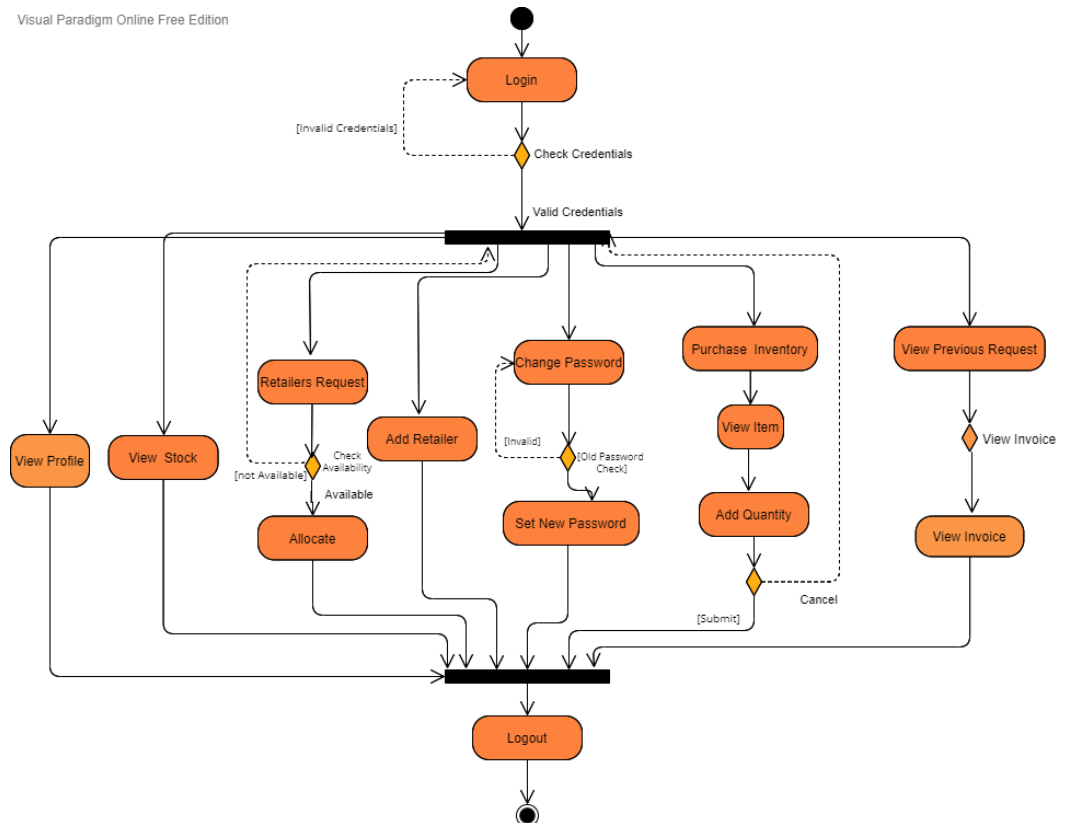 Visual Paradigm Online Free Edition
Login
[Invalid Credentials]
Check Credentials
Valid Credentials
Purchase  Inventory
View Previous Request
Change Password
Retailers Request
View Item
Add Retailer
View Invoice
[Invalid]
View Profile
View  Stock
Check
Availability
[Old Password
Check]
[not Available]
Available
Add Quantity
Set New Password
Allocate
View Invoice
Cancel
[Submit]
Logout